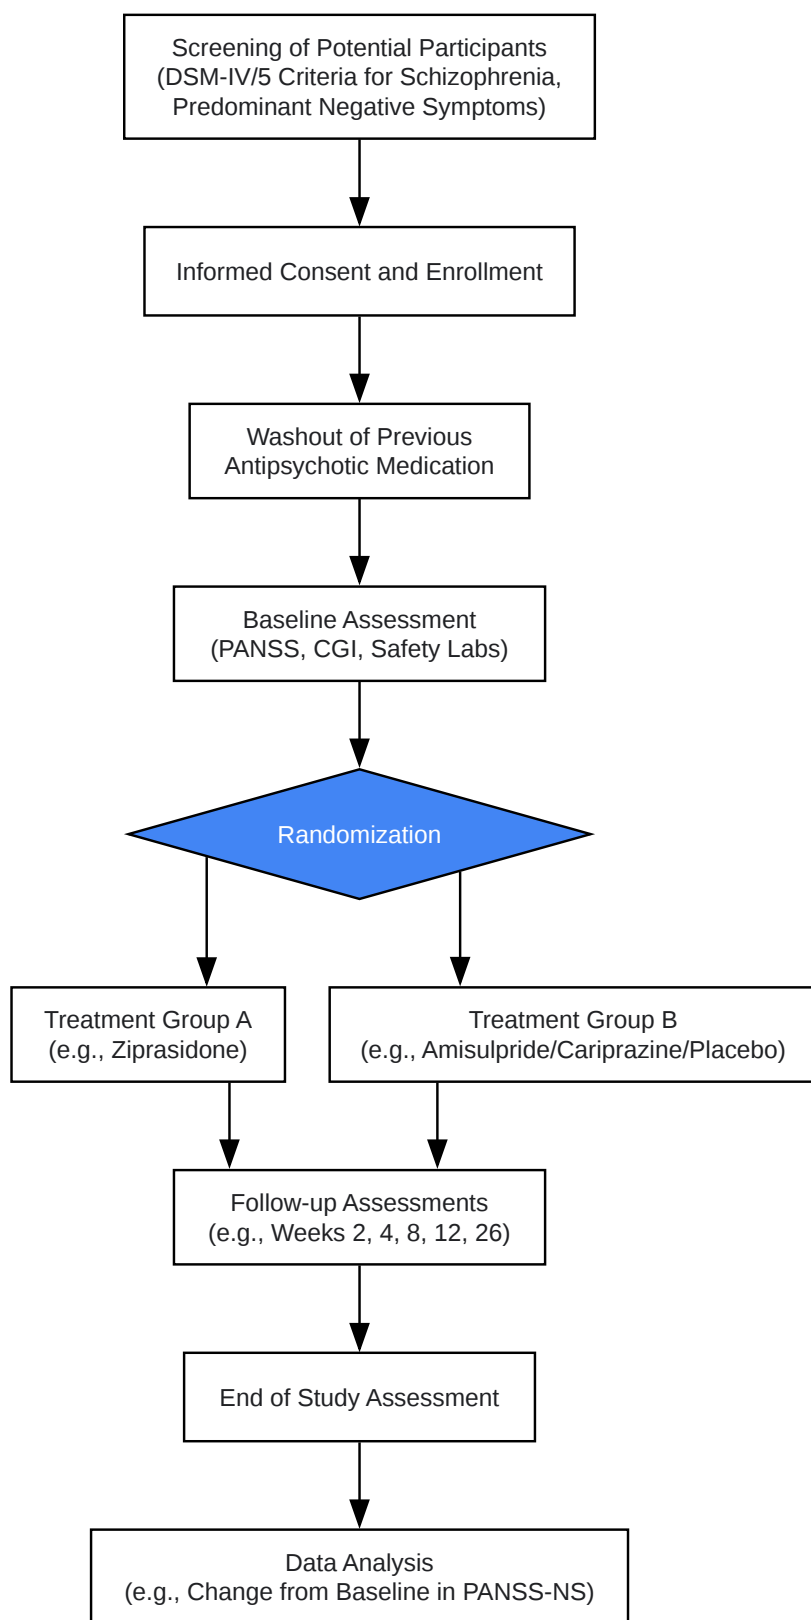 Screening of Potential Participants
(DSM-IV/5 Criteria for Schizophrenia,
Predominant Negative Symptoms)
Informed Consent and Enrollment
Washout of Previous
Antipsychotic Medication
Baseline Assessment
(PANSS, CGI, Safety Labs)
Randomization
Treatment Group A
(e.g., Ziprasidone)
Treatment Group B
(e.g., Amisulpride/Cariprazine/Placebo)
Follow-up Assessments
(e.g., Weeks 2, 4, 8, 12, 26)
End of Study Assessment
Data Analysis
(e.g., Change from Baseline in PANSS-NS)